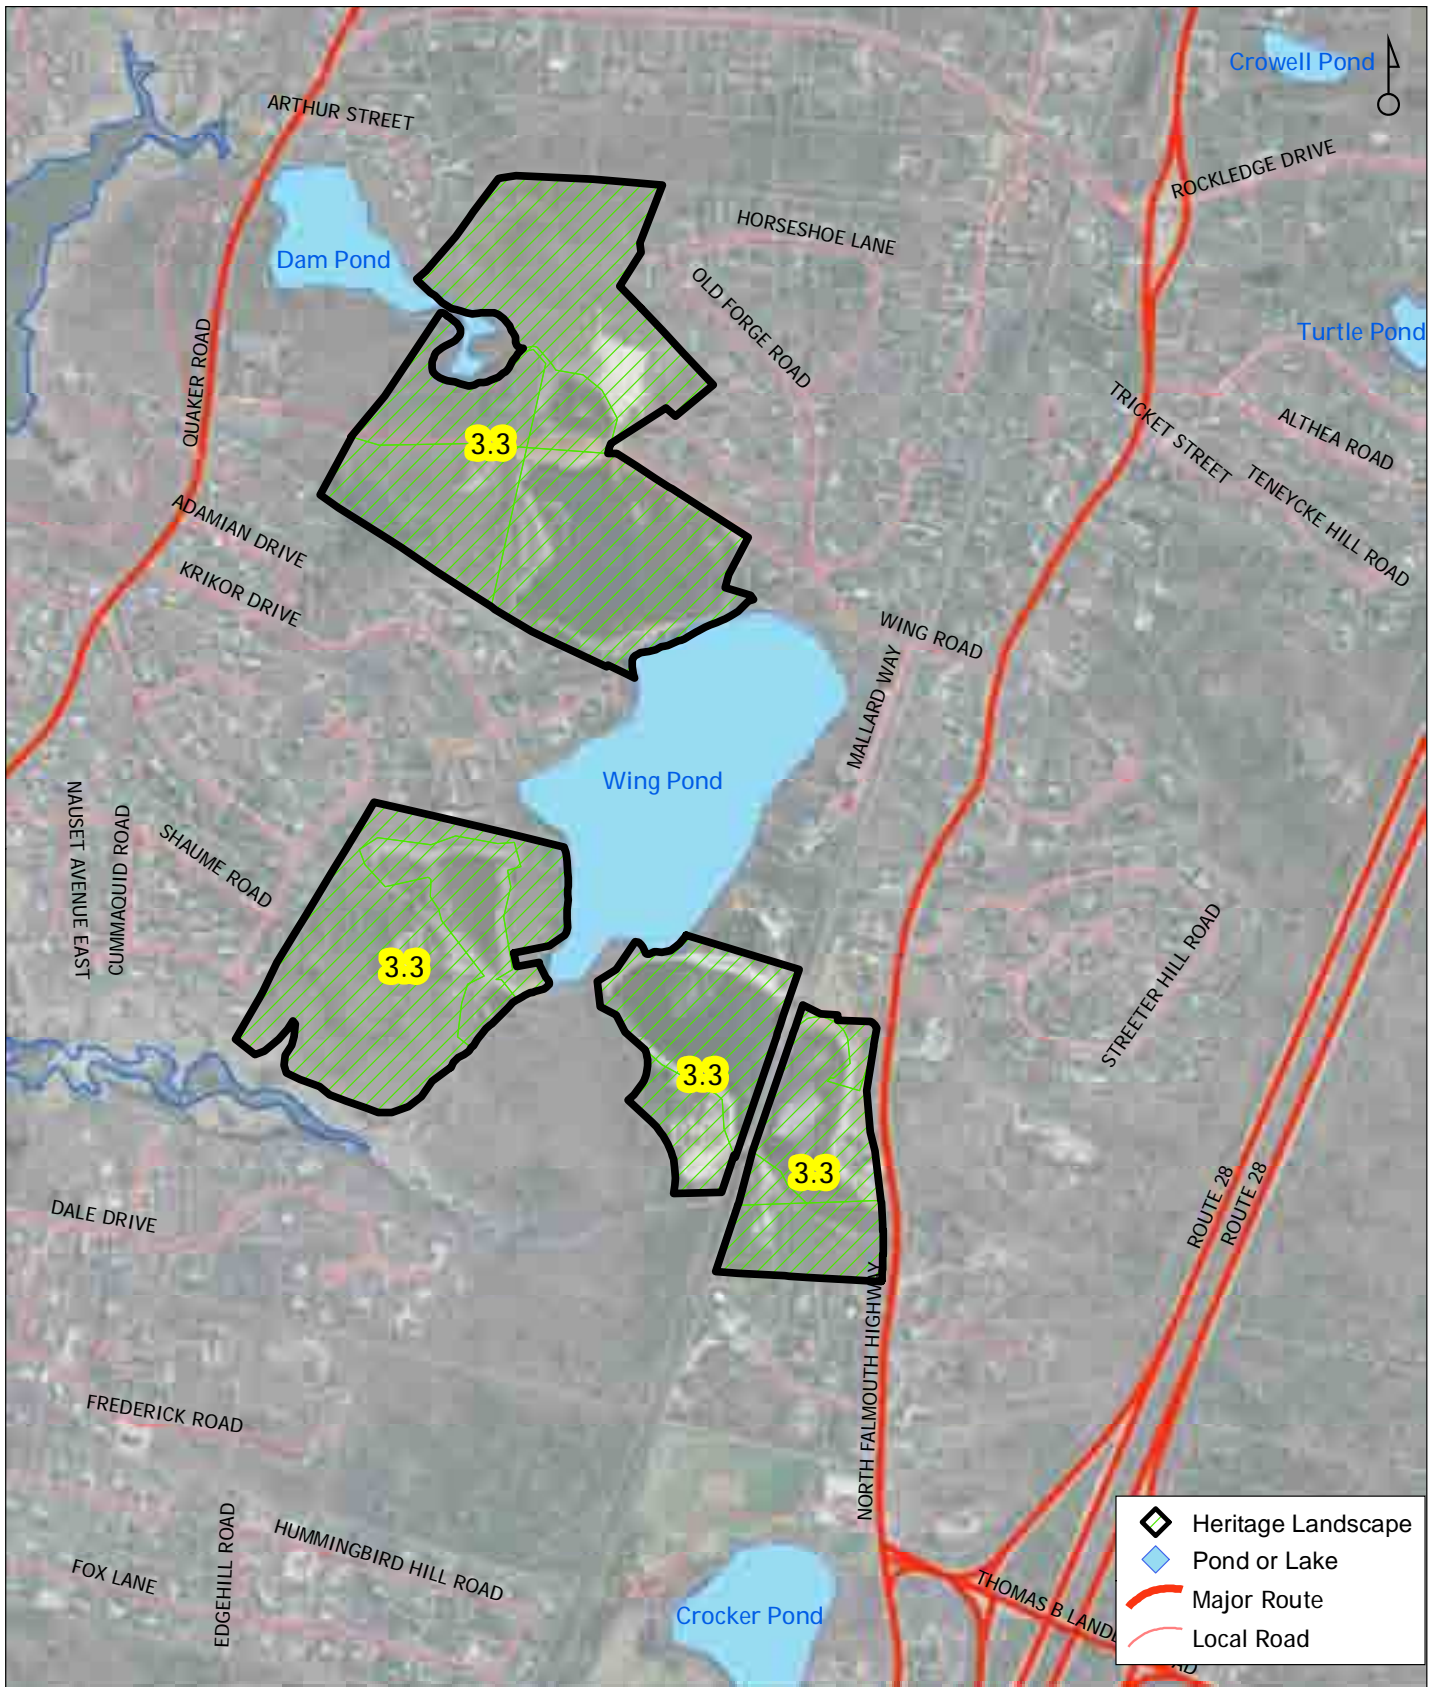 Crowell Pond
ARTHUR STREET
ROCKLEDGE DRIVE
HORSESHOE LANE
Dam Pond
OLD FORGE ROAD
Turtle Pond
QUAKER ROAD
TRICKET STREET
ALTHEA ROAD
3.3
TENEYCKE HILL ROAD
ADAMIAN DRIVE
KRIKOR DRIVE
WING ROAD
MALLARD WAY
Wing Pond
NAUSET AVENUE EAST
CUMMAQUID ROAD
SHAUME ROAD
3.3
STREETER HILL ROAD
3.3
3.3
ROUTE 28
ROUTE 28
DALE DRIVE
NORTH FALMOUTH HIGHWAY
FREDERICK ROAD
HUMMINGBIRD HILL ROAD
EDGEHILL ROAD
FOX LANE
Crocker Pond
THOMAS B LAND
AD
Heritage Landscape
Pond or Lake
Major Route
Local Road